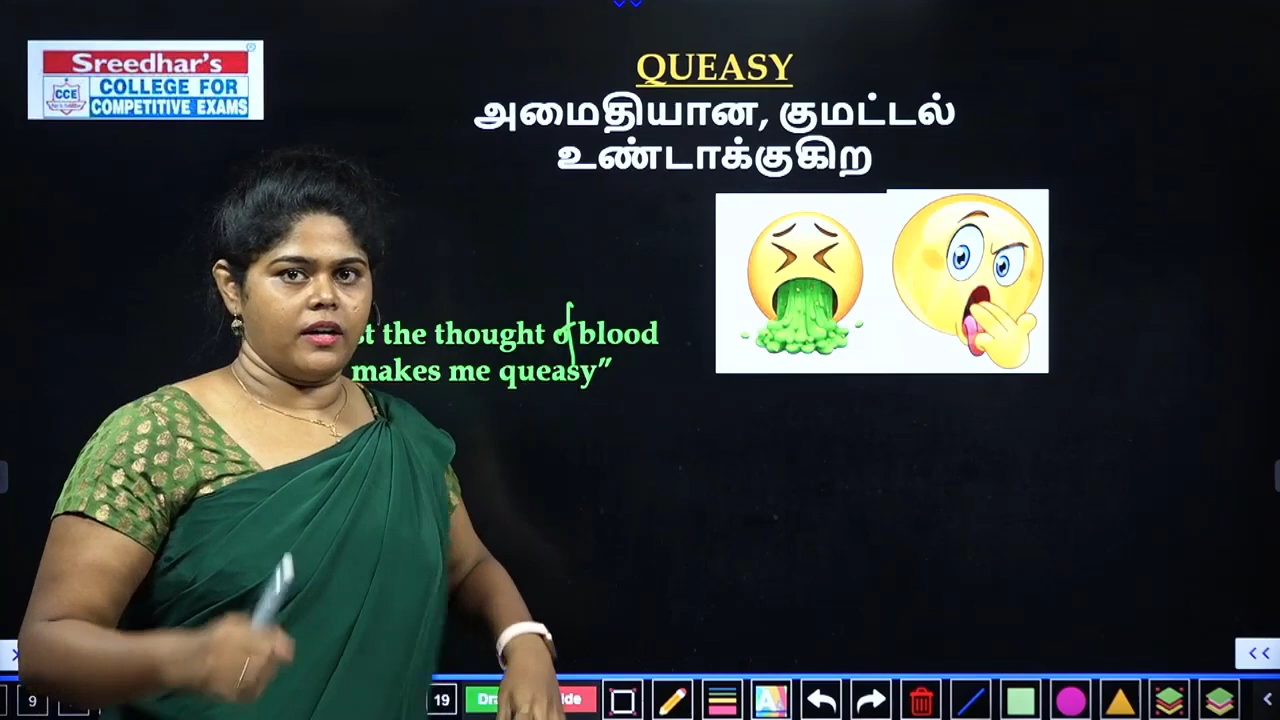 Sreedhar's
CCE
COLLEGE FOR
COMPETITIVE EXAMS
QUEASY
அமைதியான, குமட்டல்
உண்டாக்குகிற
the thought of blood
makes me queasy”
9
19